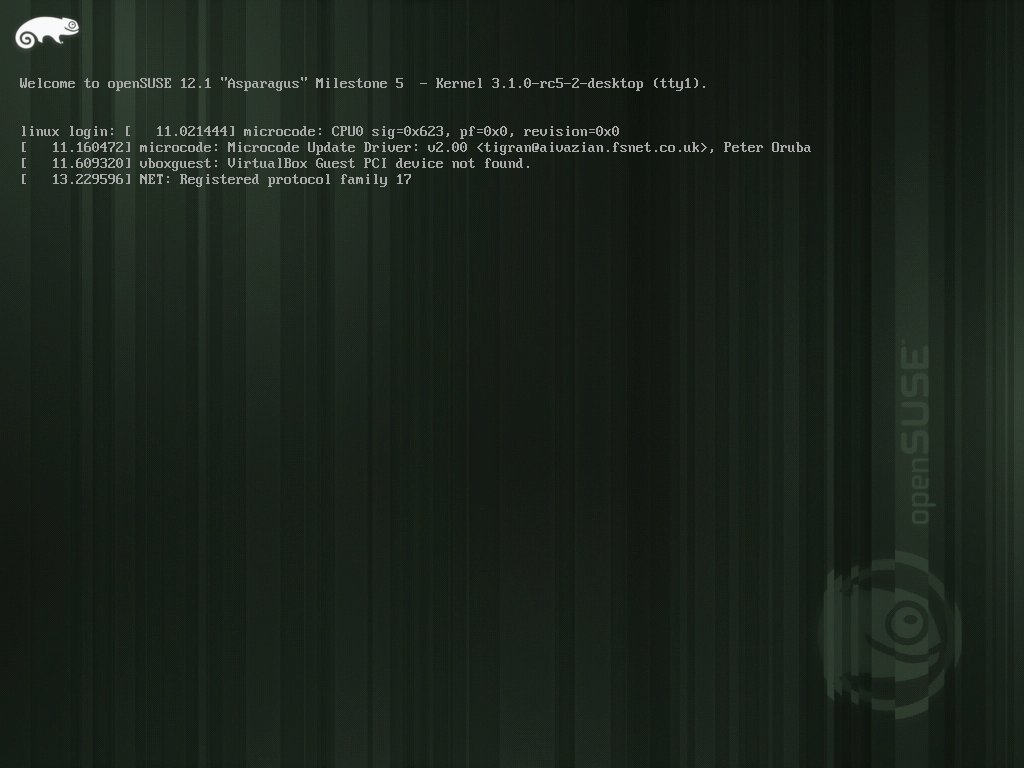 Welcome to openSUSE 12.1 "Asparagus" Milestone 5  - Kernel 3.1.0-rc5-2-desktop (tty1).
linux login: [   11.021444] microcode: CPU0 sig=0x623, pf=0x0, revision=0x0
[   11.160472] microcode: Microcode Update Driver: v2.00 <tigran@aivazian.fsnet.co.uk>, Peter Oruba
[   11.609320] vboxguest: VirtualBox Guest PCI device not found.
[   13.229596] NET: Registered protocol family 17
openSUSE